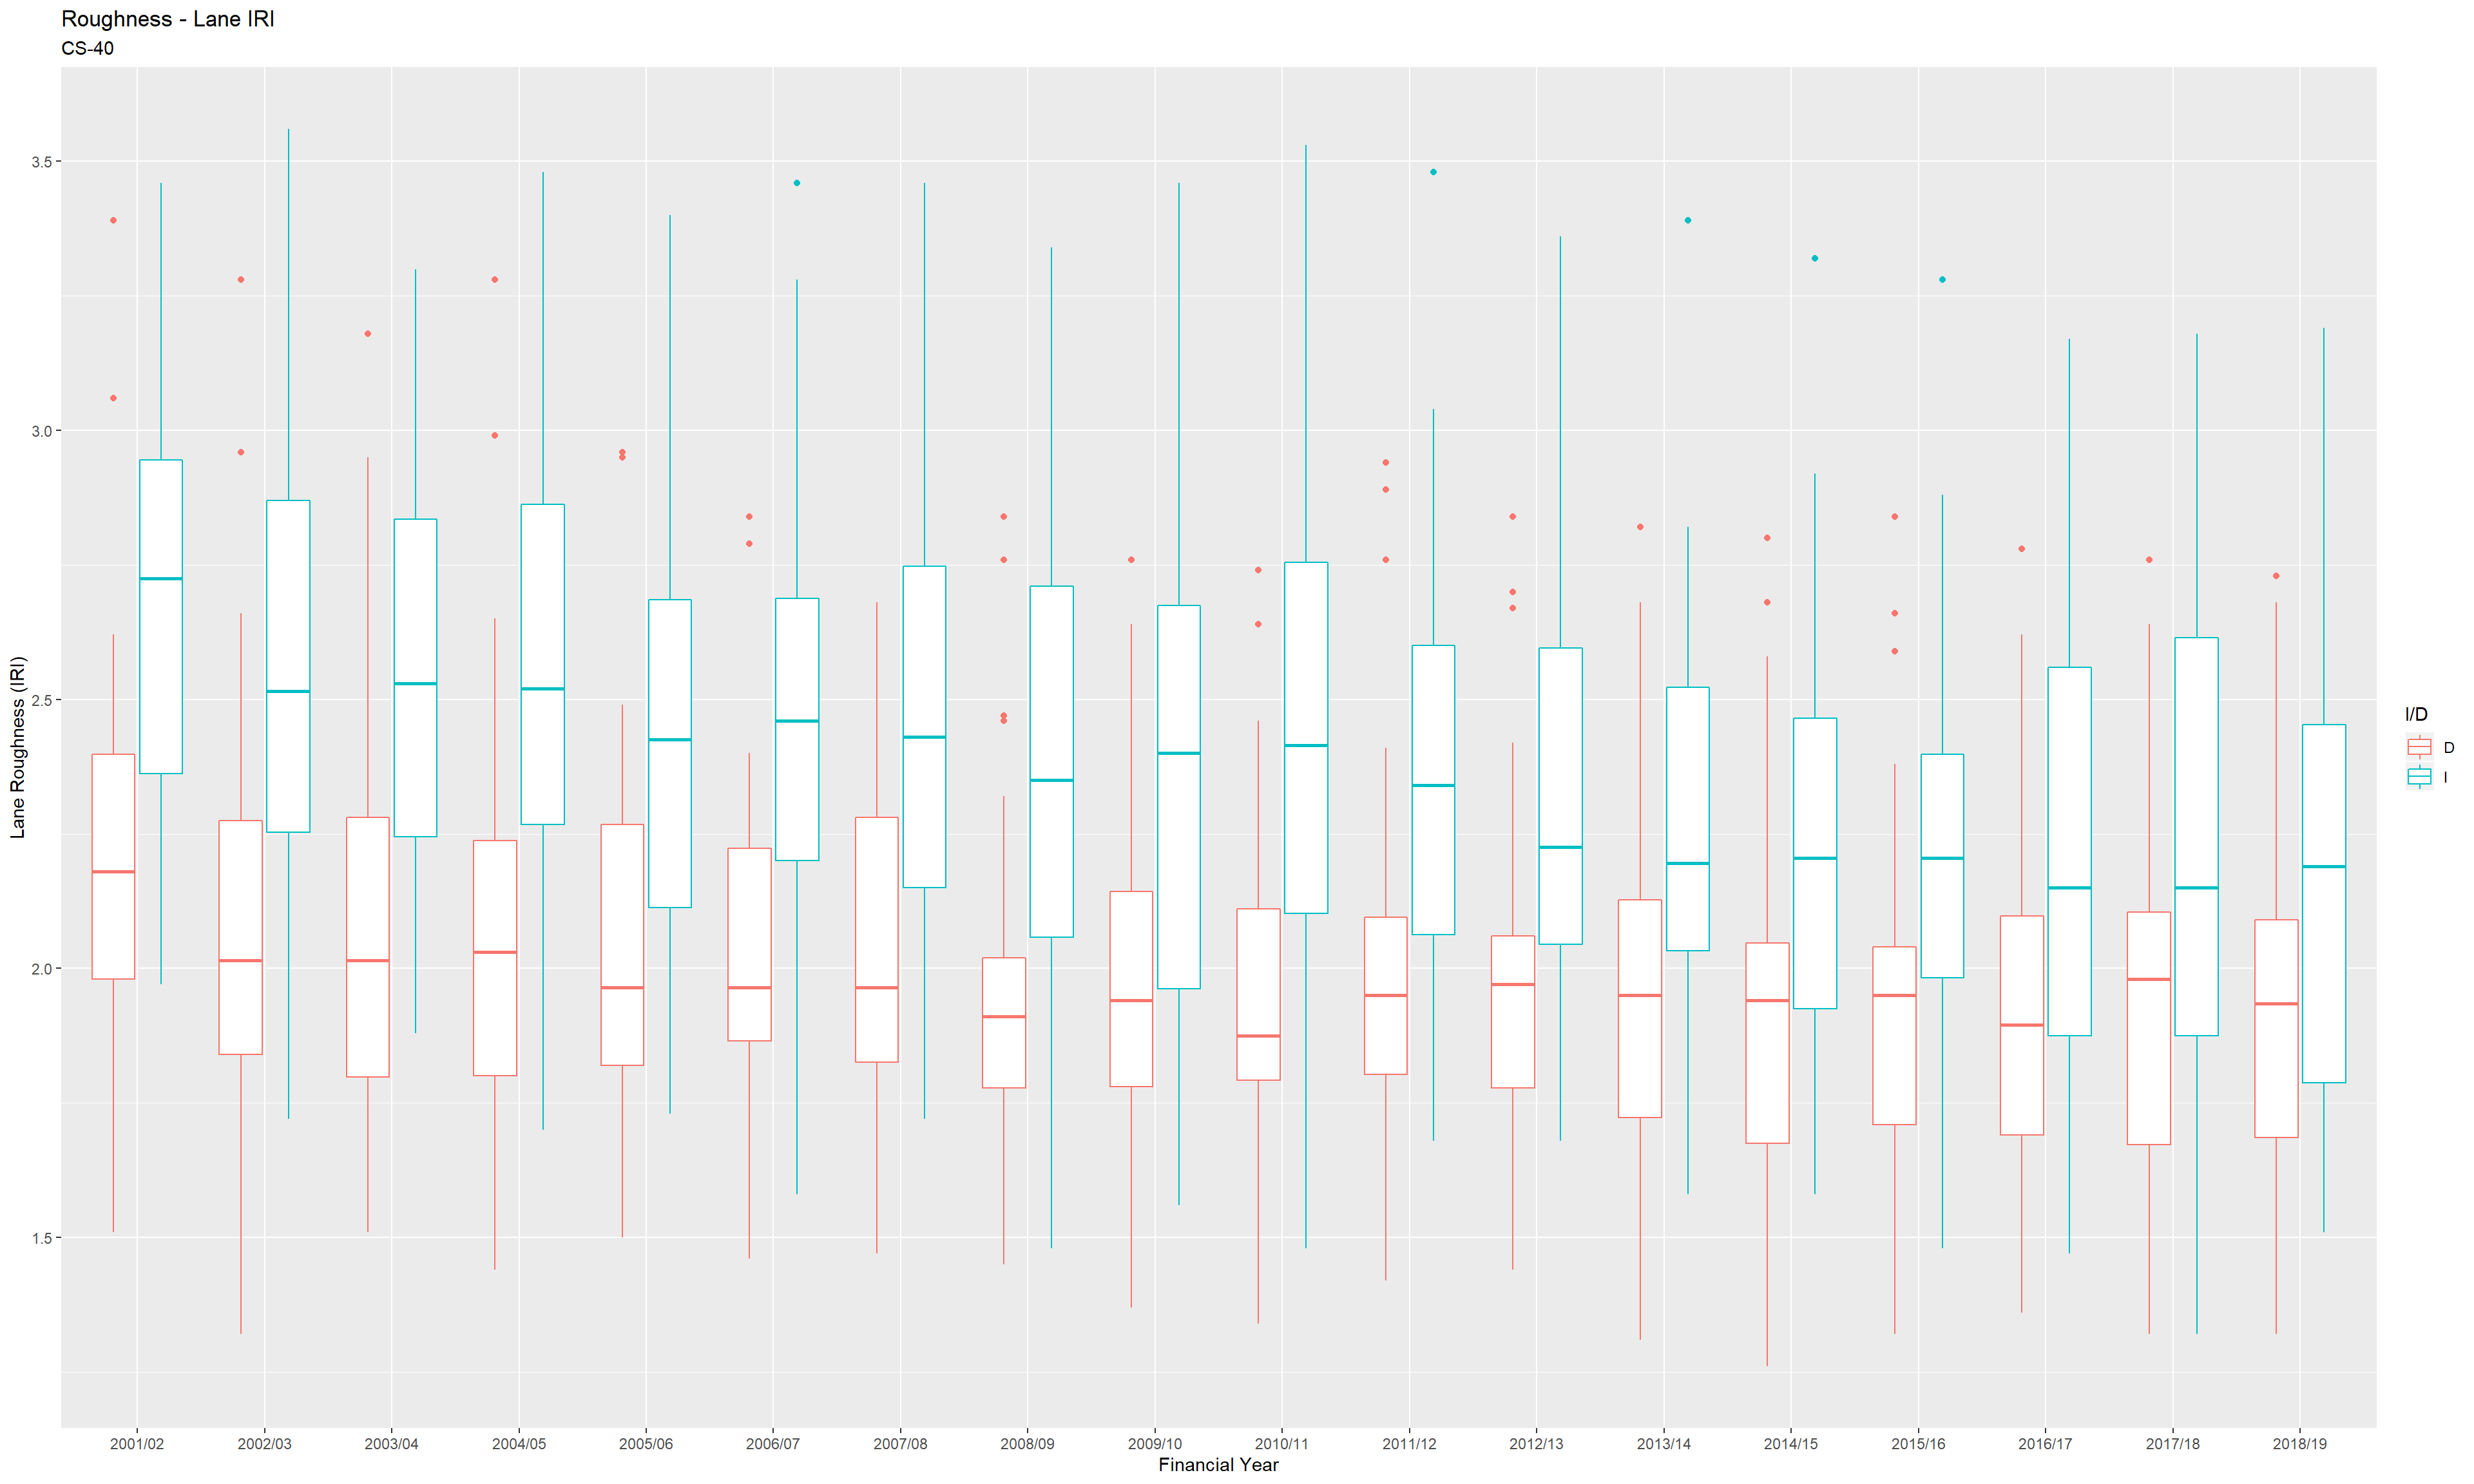 Roughness - Lane IRI
CS-40
Lane Roughness (IRI)
3.5
3.0
2.5
2.0
1.5
2001/02 2002/03 2003/04 2004/05 2005/06 2006/07 2007/08 2008/09 2009/10 2010/11 2011/12 2012/13 2013/14 2014/15 2015/16 2016/17 2017/18 2018/19
Financial Year
I/D
D
I